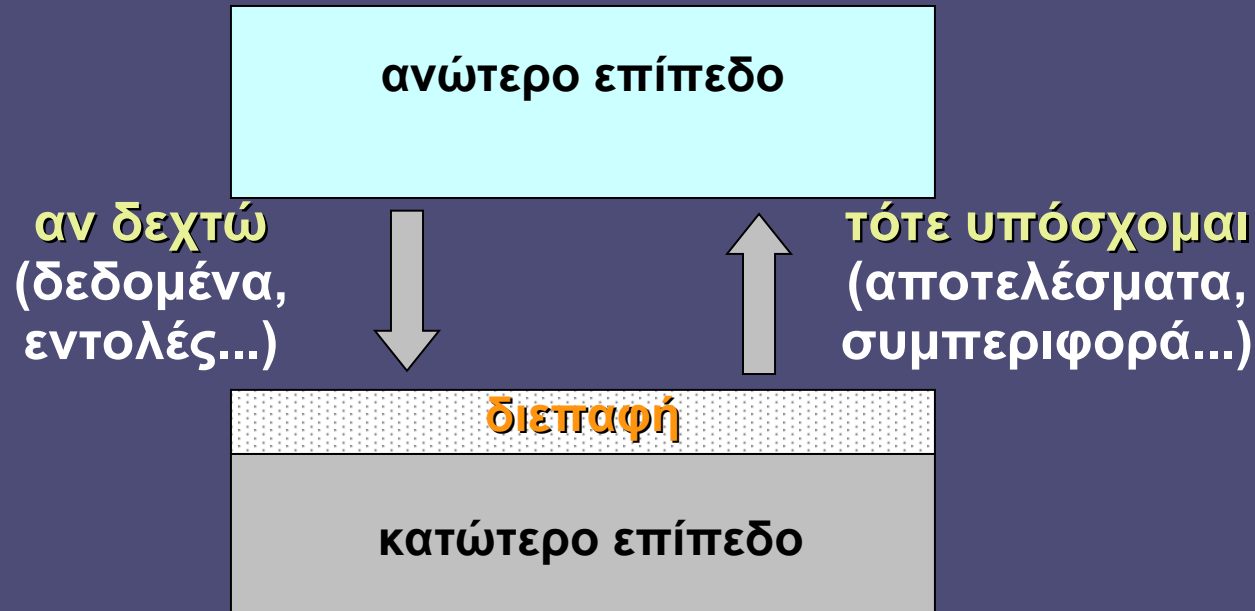 ανώτερο επίπεδο
αν δεχτώ
(δεδομένα,
εντολές...)
τότε υπόσχομαι
(αποτελέσματα,
συμπεριφορά...)
διεπαφή
κατώτερο επίπεδο